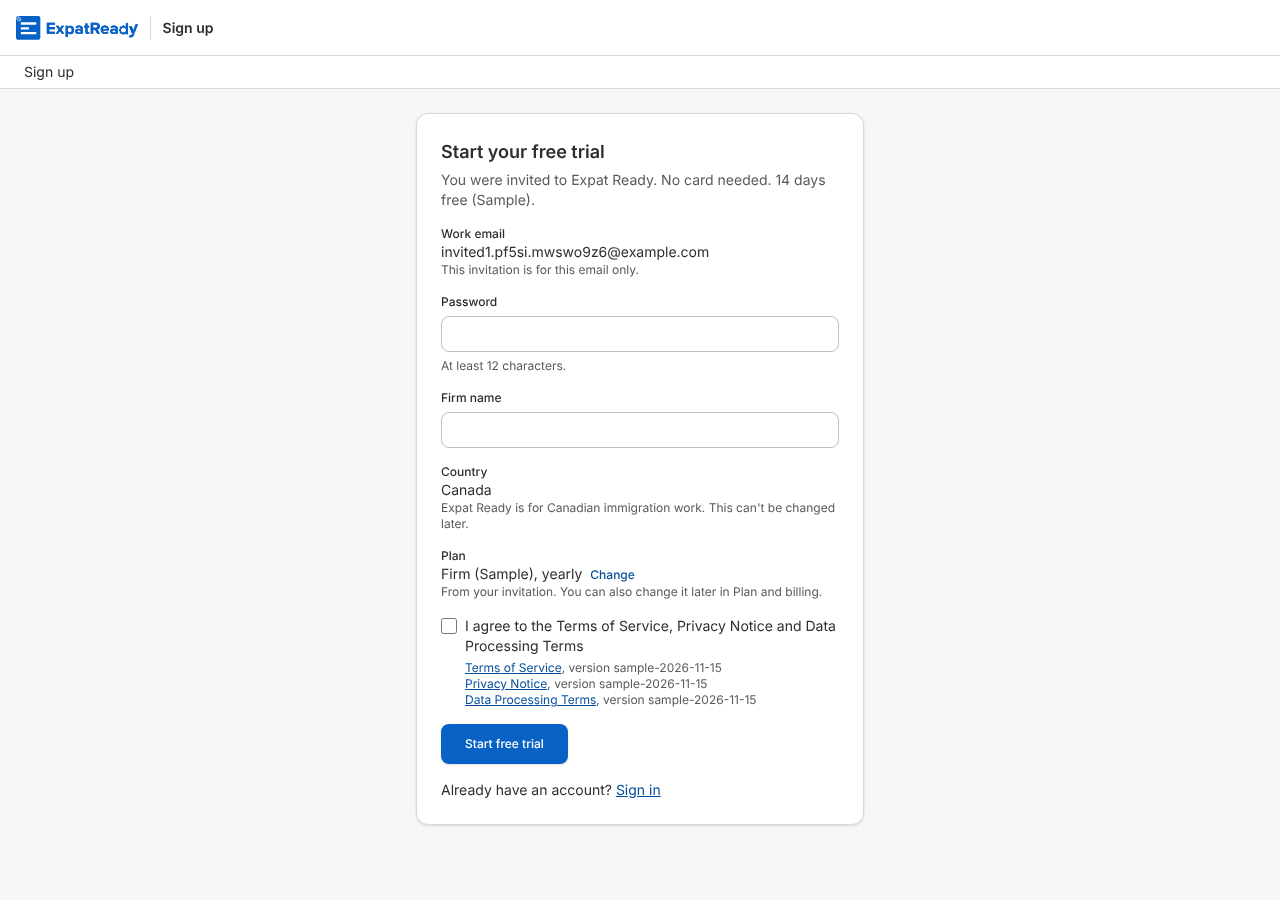 ExpatReady
Sign up
Sign up
Start your free trial
You were invited to Expat Ready. No card needed. 14 days
free (Sample).
Work email
invited1.pf5si.mwswo9z6@example.com
This invitation is for this email only.
Password
At least 12 characters.
Firm name
Country
Canada
Expat Ready is for Canadian immigration work. This can't be changed
later.
Plan
Firm (Sample), yearly Change
From your invitation. You can also change it later in Plan and billing.
I agree to the Terms of Service, Privacy Notice and Data
Processing Terms
Terms of Service, version sample-2026-11-15
Privacy Notice, version sample-2026-11-15
Data Processing Terms, version sample-2026-11-15
Start free trial
Already have an account? Sign in